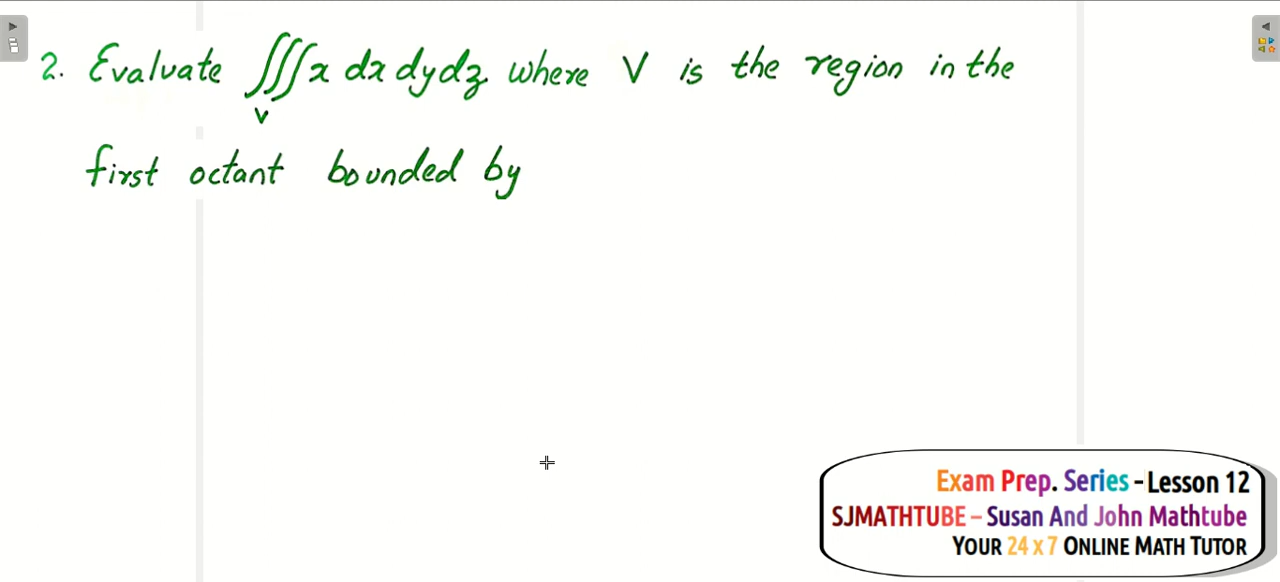 2. Evaluate ∭_V x dx dy dz where V is the region in the
first octant bounded by
Exam Prep. Series - Lesson 12
SJMATHTUBE – Susan And John Mathtube
YOUR 24 x 7 ONLINE MATH TUTOR